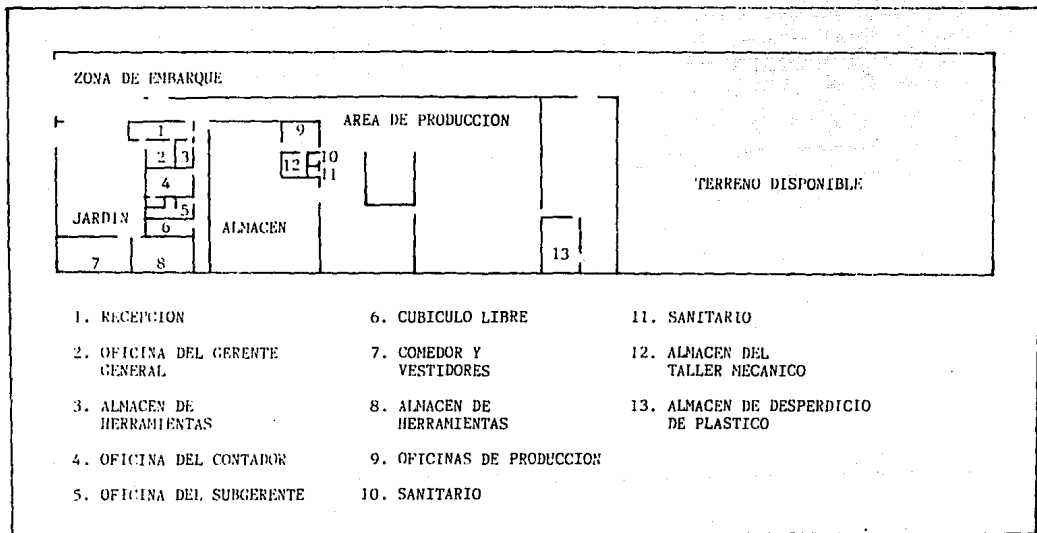 ZONA DE EMBARQUE
1
9
AREA DE PRODUCCION
2
3
12
10
11
4
TERRENO DISPONIBLE
5
JARDIN
6
ALMACEN
7
8
13
1. RECEPCION
2. OFICINA DEL GERENTE
GENERAL
3. ALMACEN DE
HERRAMIENTAS
4. OFICINA DEL CONTADOR
5. OFICINA DEL SUBGERENTE
6. CUBICULO LIBRE
7. COMEDOR Y
VESTIDORES
8. ALMACEN DE
HERRAMIENTAS
9. OFICINAS DE PRODUCCION
10. SANITARIO
11. SANITARIO
12. ALMACEN DEL
TALLER MECANICO
13. ALMACEN DE DESPERDICIO
DE PLASTICO